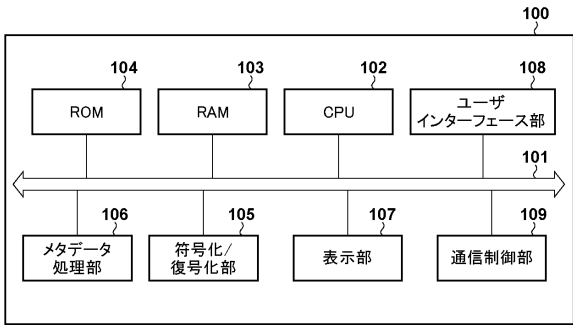 100
104
103
102
108
ROM
RAM
CPU
ユーザ
インターフェース部
101
106
105
107
109
メタデータ
処理部
符号化/
復号化部
表示部
通信制御部